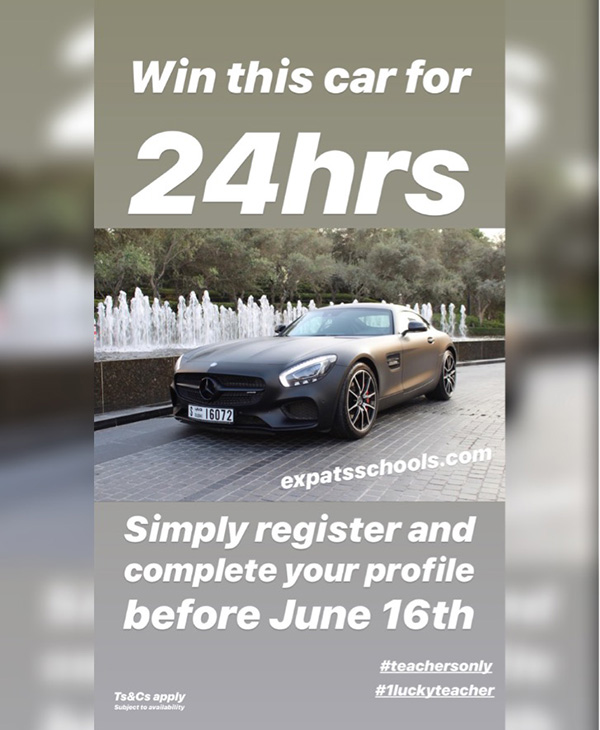 Win this car for
24hrs
S 16072
expatsschools.com
Simply register and
complete your profile
before June 16th
#teachersonly
#1luckyteacher
Ts&Cs apply
Subject to availability